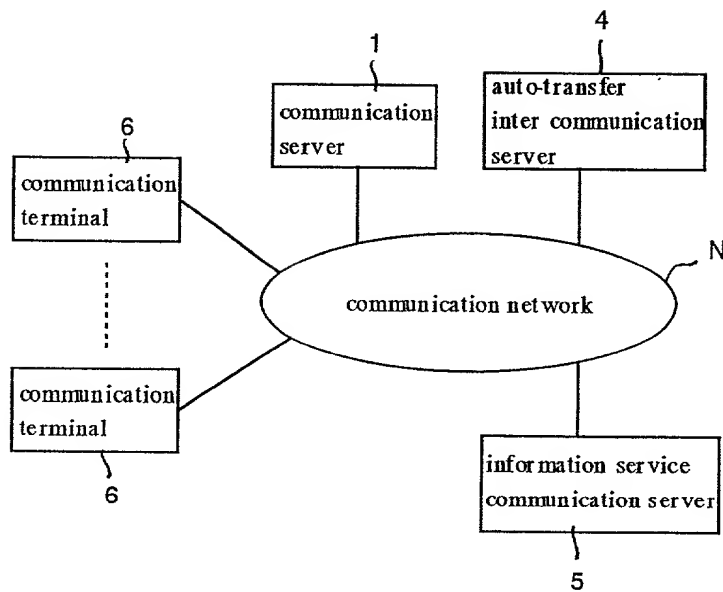 1
communication
server
4
auto-transfer
inter communication
server
6
communication
terminal
N
communication network
communication
terminal
6
information service
communication server
5